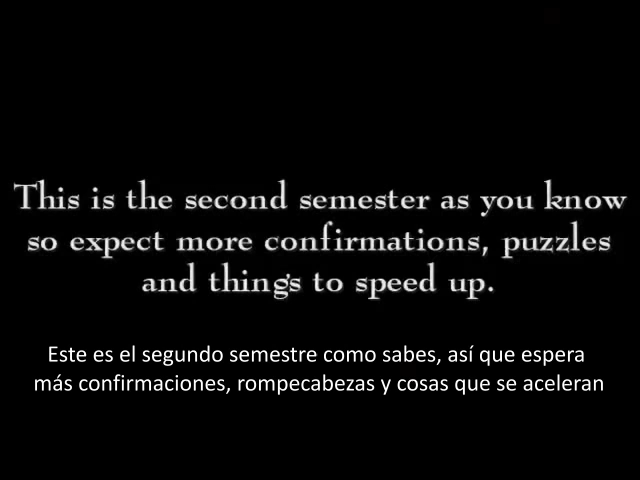 This is the second semester as you know
so expect more confirmations, puzzles
and things to speed up.
Este es el segundo semestre como sabes, así que espera
más confirmaciones, rompecabezas y cosas que se aceleran